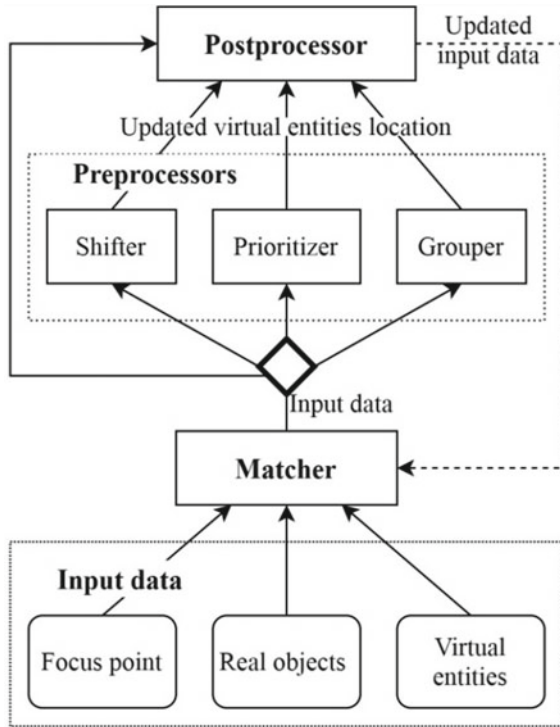 Postprocessor
Updated
input data
Updated virtual entities location
Preprocessors
Shifter
Prioritizer
Grouper
Input data
Matcher
Input data
Focus point
Real objects
Virtual
entities